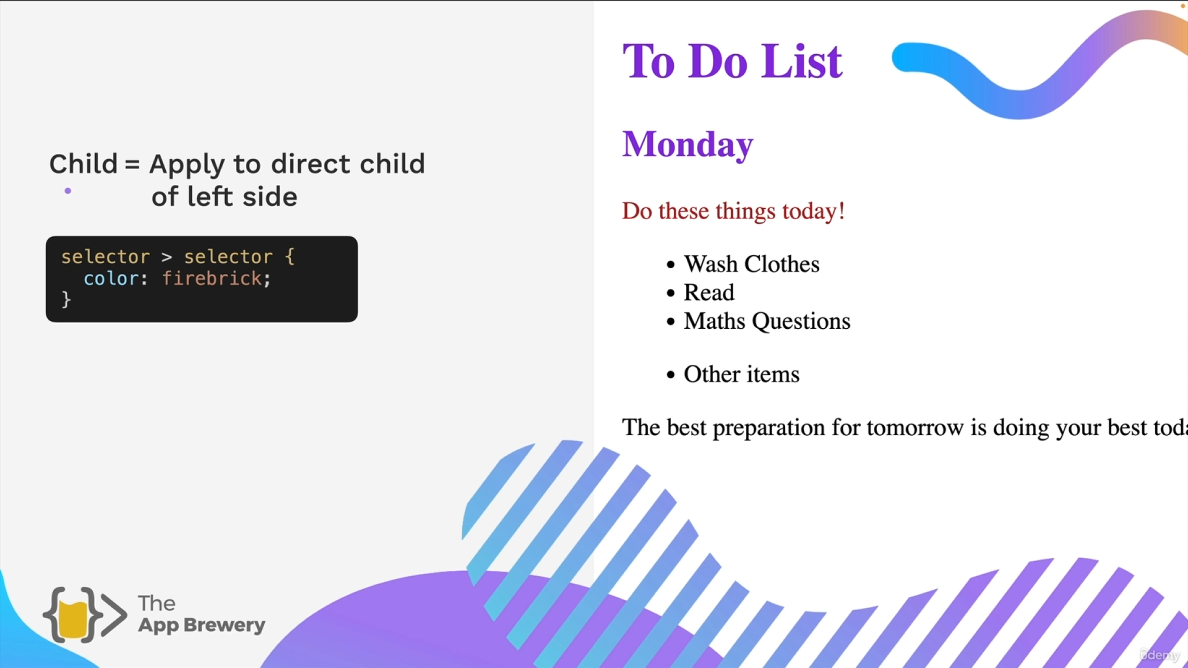 Child = Apply to direct child
of left side
selector > selector {
  color: firebrick;
}
The
App Brewery
To Do List
Monday
Do these things today!
• Wash Clothes
• Read
• Maths Questions
• Other items
The best preparation for tomorrow is doing your best toda
ûdemy